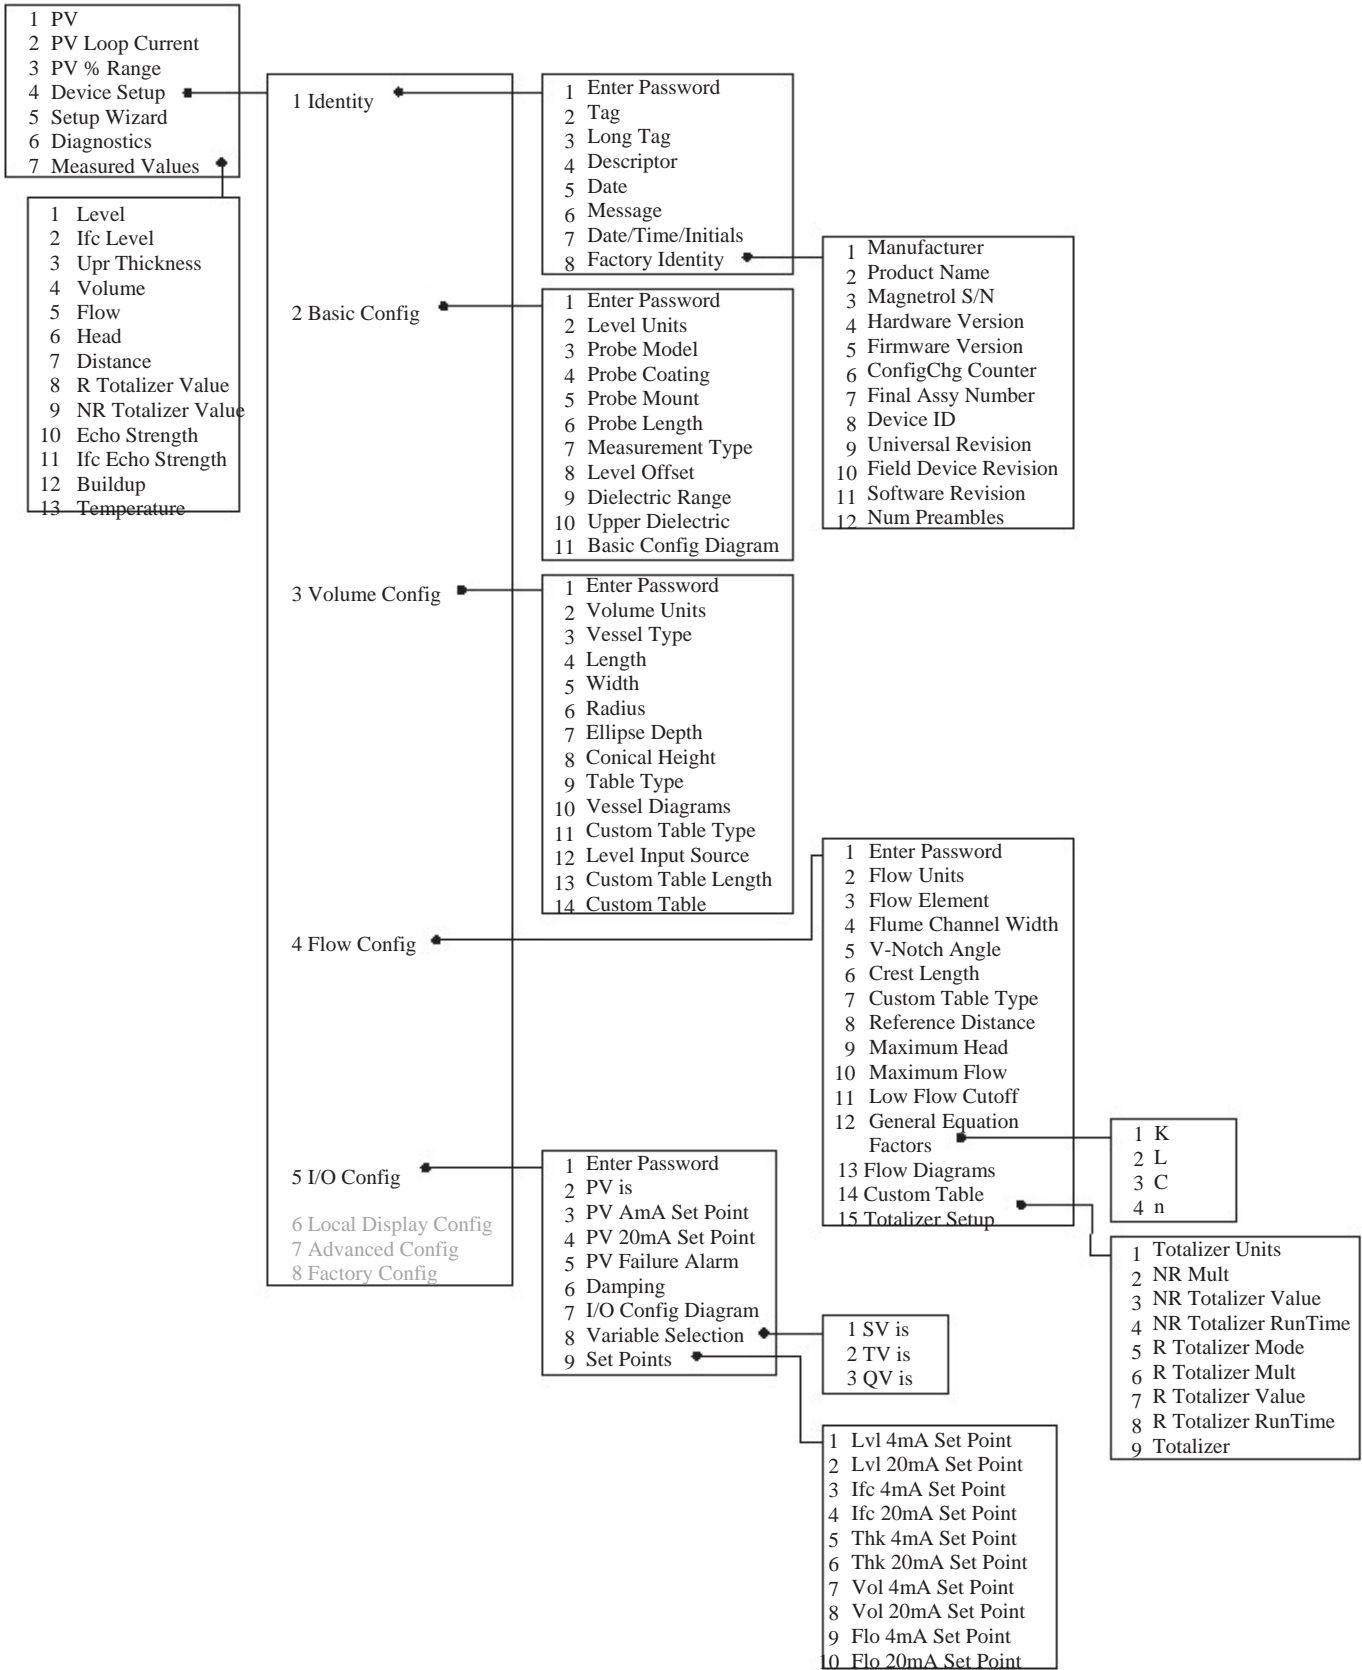 1 PV
2 PV Loop Current
3 PV % Range
4 Device Setup
5 Setup Wizard
6 Diagnostics
7 Measured Values
1 Level
2 Ifc Level
3 Upr Thickness
4 Volume
5 Flow
6 Head
7 Distance
8 R Totalizer Value
9 NR Totalizer Value
10 Echo Strength
11 Ifc Echo Strength
12 Buildup
13 Temperature
1 Identity
2 Basic Config
3 Volume Config
4 Flow Config
5 I/O Config
6 Local Display Config
7 Advanced Config
8 Factory Config
1 Enter Password
2 Tag
3 Long Tag
4 Descriptor
5 Date
6 Message
7 Date/Time/Initials
8 Factory Identity
1 Manufacturer
2 Product Name
3 Magnetrol S/N
4 Hardware Version
5 Firmware Version
6 ConfigChg Counter
7 Final Assy Number
8 Device ID
9 Universal Revision
10 Field Device Revision
11 Software Revision
12 Num Preambles
1 Enter Password
2 Level Units
3 Probe Model
4 Probe Coating
5 Probe Mount
6 Probe Length
7 Measurement Type
8 Level Offset
9 Dielectric Range
10 Upper Dielectric
11 Basic Config Diagram
1 Enter Password
2 Volume Units
3 Vessel Type
4 Length
5 Width
6 Radius
7 Ellipse Depth
8 Conical Height
9 Table Type
10 Vessel Diagrams
11 Custom Table Type
12 Level Input Source
13 Custom Table Length
14 Custom Table
1 Enter Password
2 Flow Units
3 Flow Element
4 Flume Channel Width
5 V-Notch Angle
6 Crest Length
7 Custom Table Type
8 Reference Distance
9 Maximum Head
10 Maximum Flow
11 Low Flow Cutoff
12 General Equation
Factors
13 Flow Diagrams
14 Custom Table
15 Totalizer Setup
1 K
2 L
3 C
4 n
1 Totalizer Units
2 NR Mult
3 NR Totalizer Value
4 NR Totalizer RunTime
5 R Totalizer Mode
6 R Totalizer Mult
7 R Totalizer Value
8 R Totalizer RunTime
9 Totalizer
1 Enter Password
2 PV is
3 PV AmA Set Point
4 PV 20mA Set Point
5 PV Failure Alarm
6 Damping
7 I/O Config Diagram
8 Variable Selection
9 Set Points
1 SV is
2 TV is
3 QV is
1 Lvl 4mA Set Point
2 Lvl 20mA Set Point
3 Ifc 4mA Set Point
4 Ifc 20mA Set Point
5 Thk 4mA Set Point
6 Thk 20mA Set Point
7 Vol 4mA Set Point
8 Vol 20mA Set Point
9 Flo 4mA Set Point
10 Flo 20mA Set Point